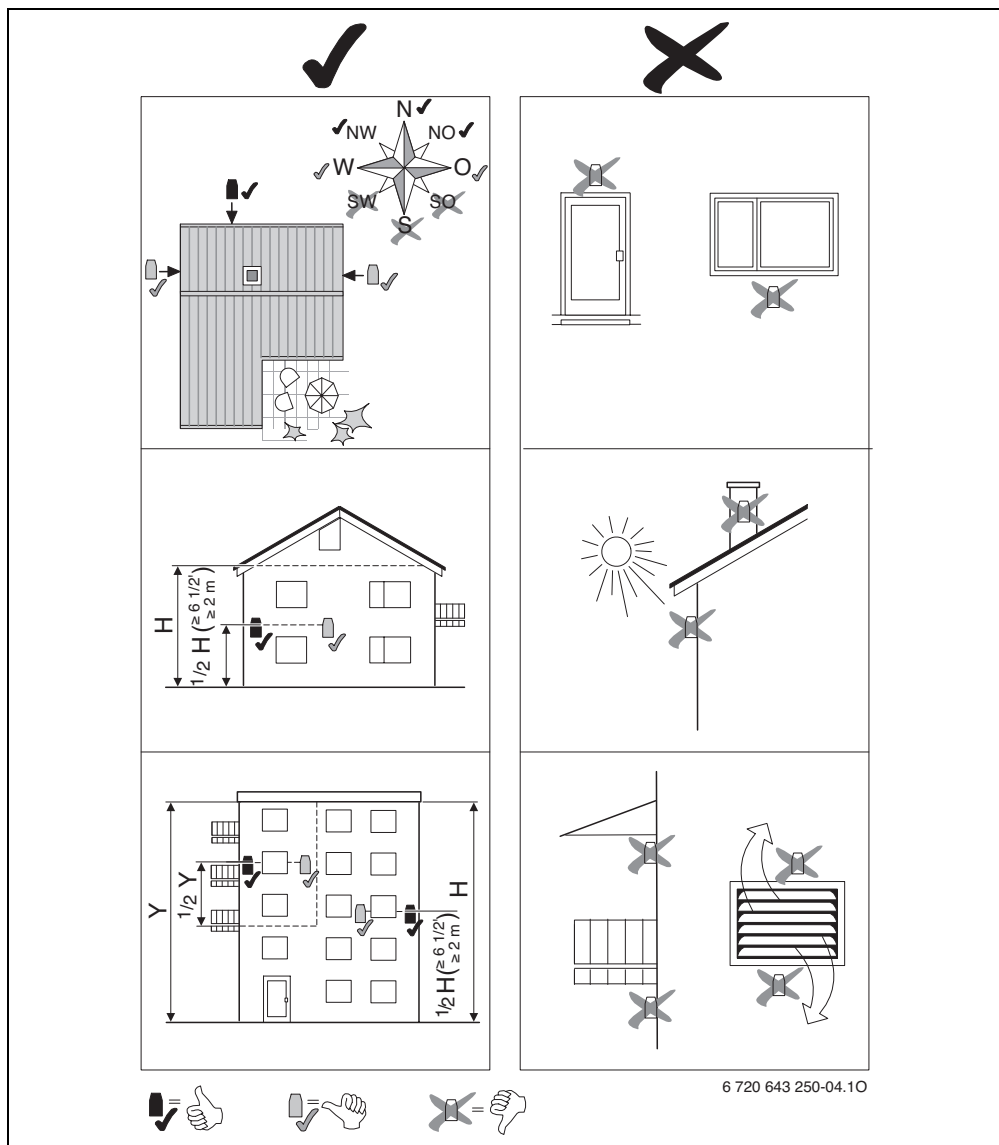 N
NW NO
W O
SW SO
S
H
1/2 H (≥ 6 1/2' ≥ 2 m)
Y
1/2 Y
H
1/2 H (≥ 6 1/2' ≥ 2 m)
6 720 643 250-04.1O
= = =